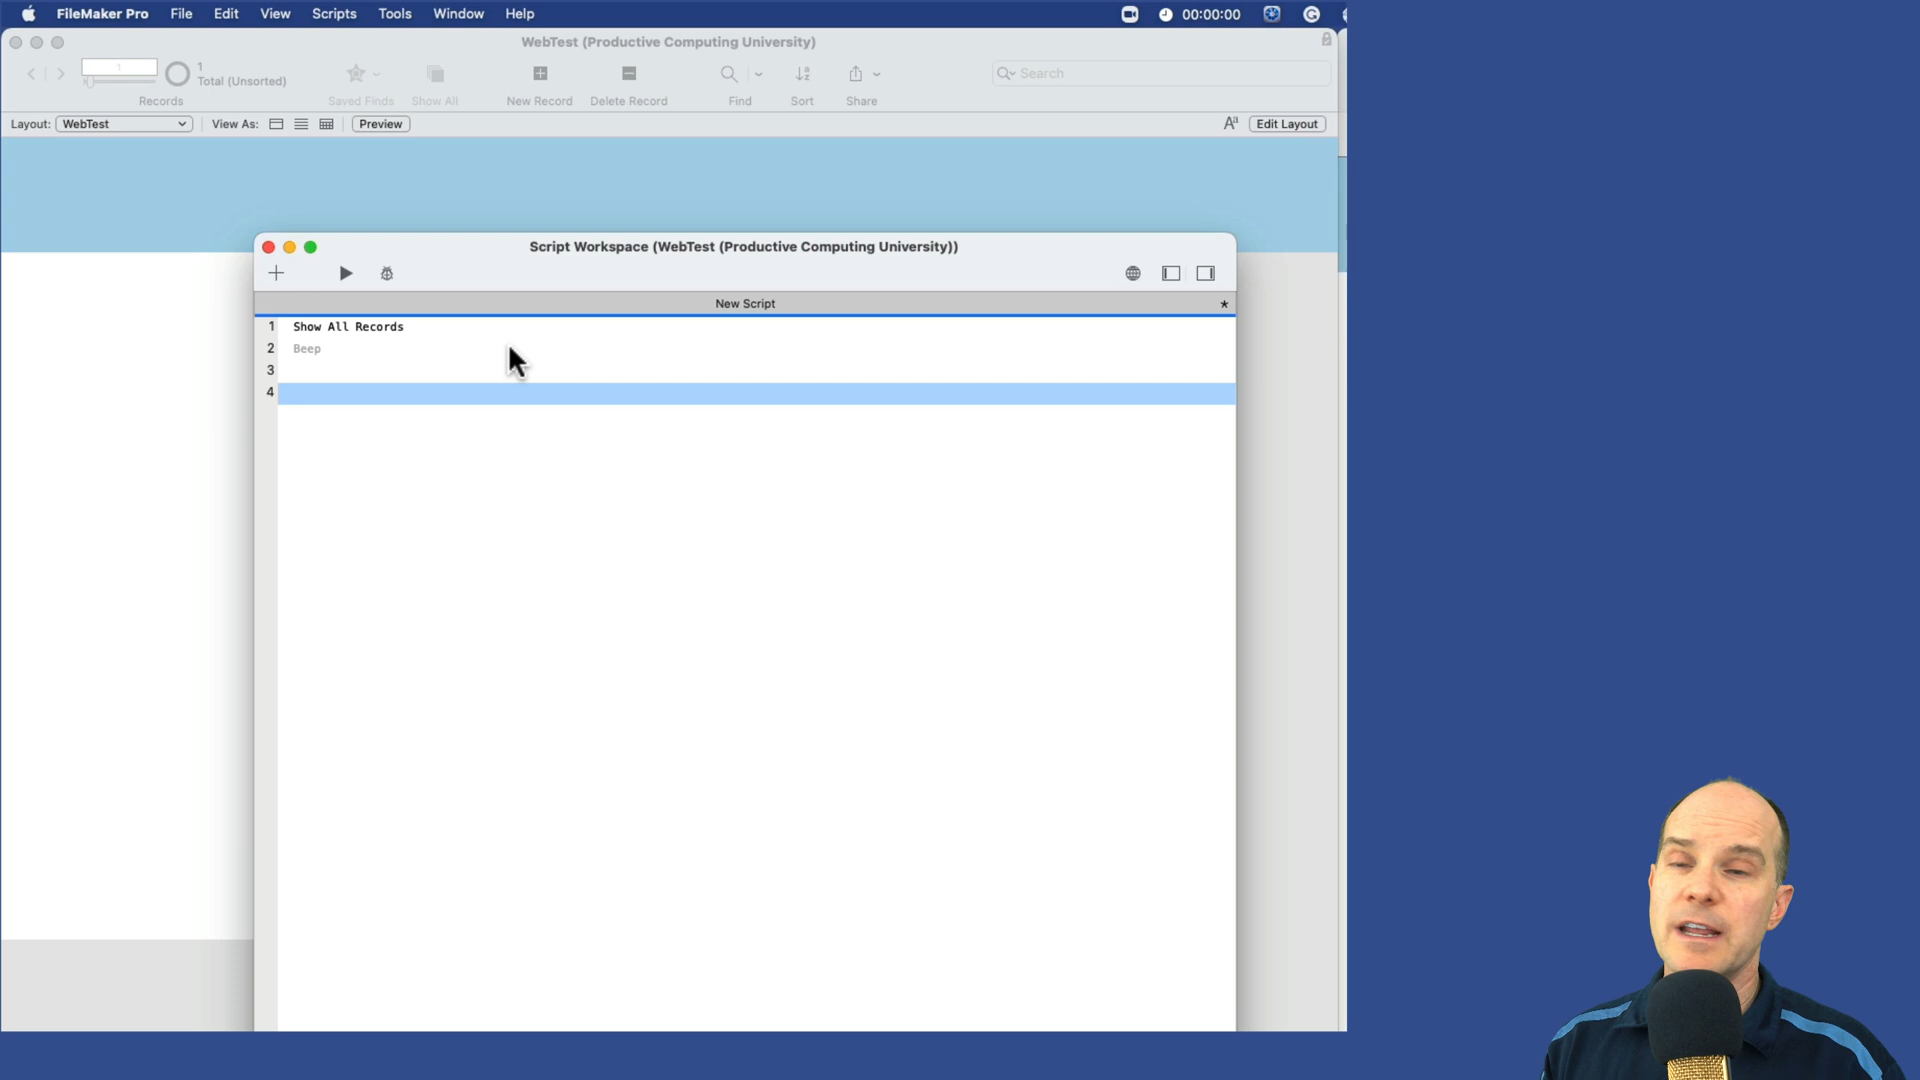 FileMaker Pro File Edit View Scripts Tools Window Help 00:00:00
WebTest (Productive Computing University)
1
1
Total (Unsorted)
Records
Saved Finds
Show All
New Record
Delete Record
Find
Sort
Share
Search
Layout: WebTest View As: Preview Aa Edit Layout
Script Workspace (WebTest (Productive Computing University))
New Script *
1 Show All Records
2 Beep
3
4